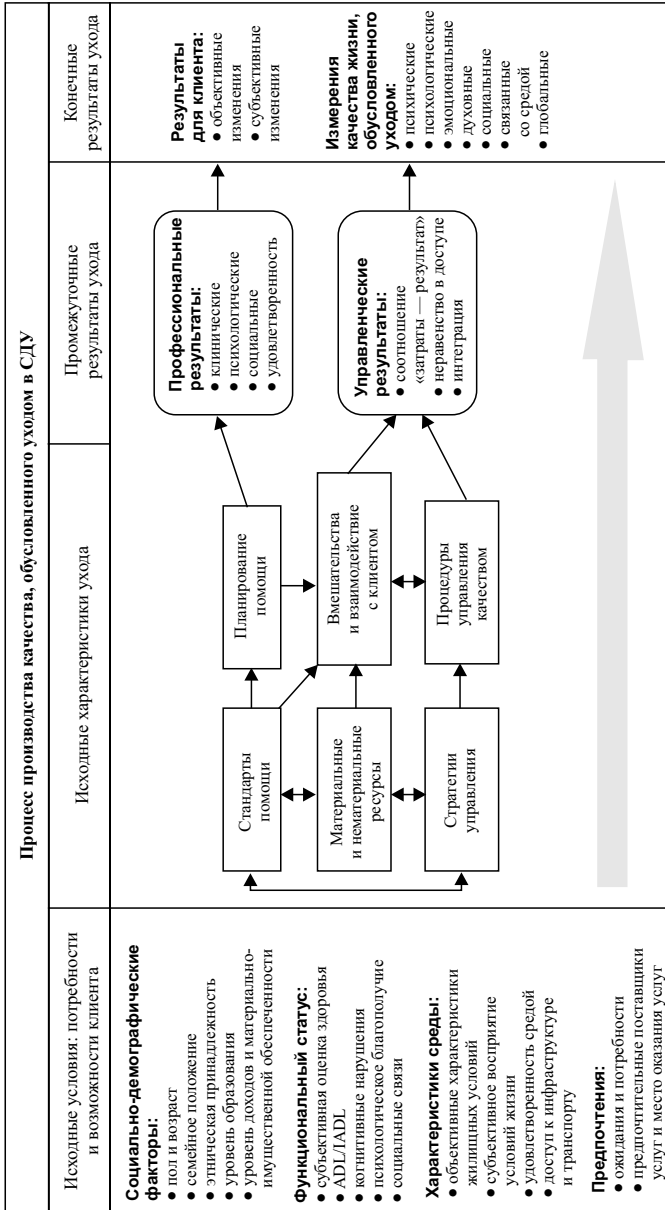 Процесс производства качества, обусловленного уходом в СДУ
Исходные условия: потребности
и возможности клиента
Исходные характеристики ухода
Промежуточные
результаты ухода
Конечные
результаты ухода
Социально-демографические
факторы:
● пол и возраст
● семейное положение
● этническая принадлежность
● уровень образования
● уровень доходов и материально-
имущественной обеспеченности
Функциональный статус:
● субъективная оценка здоровья
● ADL/IADL
● когнитивные нарушения
● психологическое благополучие
● социальные связи
Характеристики среды:
● объективные характеристики
жилищных условий
● субъективное восприятие
условий жизни
● удовлетворенность средой
● доступ к инфраструктуре
и транспорту
Предпочтения:
● ожидания и потребности
● предпочтительные поставщики
услуг и место оказания услуг
Стандарты
помощи
Материальные
и нематериальные
ресурсы
Стратегии
управления
Планирование
помощи
Вмешательства
и взаимодействие
с клиентом
Процедуры
управления
качеством
Профессиональные
результаты:
● клинические
● психологические
● социальные
● удовлетворенность
Управленческие
результаты:
● соотношение
«затраты — результат»
● неравенство в доступе
● интеграция
Результаты
для клиента:
● объективные
изменения
● субъективные
изменения
Измерения
качества жизни,
обусловленного
уходом:
● психические
● психологические
● эмоциональные
● духовные
● социальные
● связанные
со средой
● глобальные